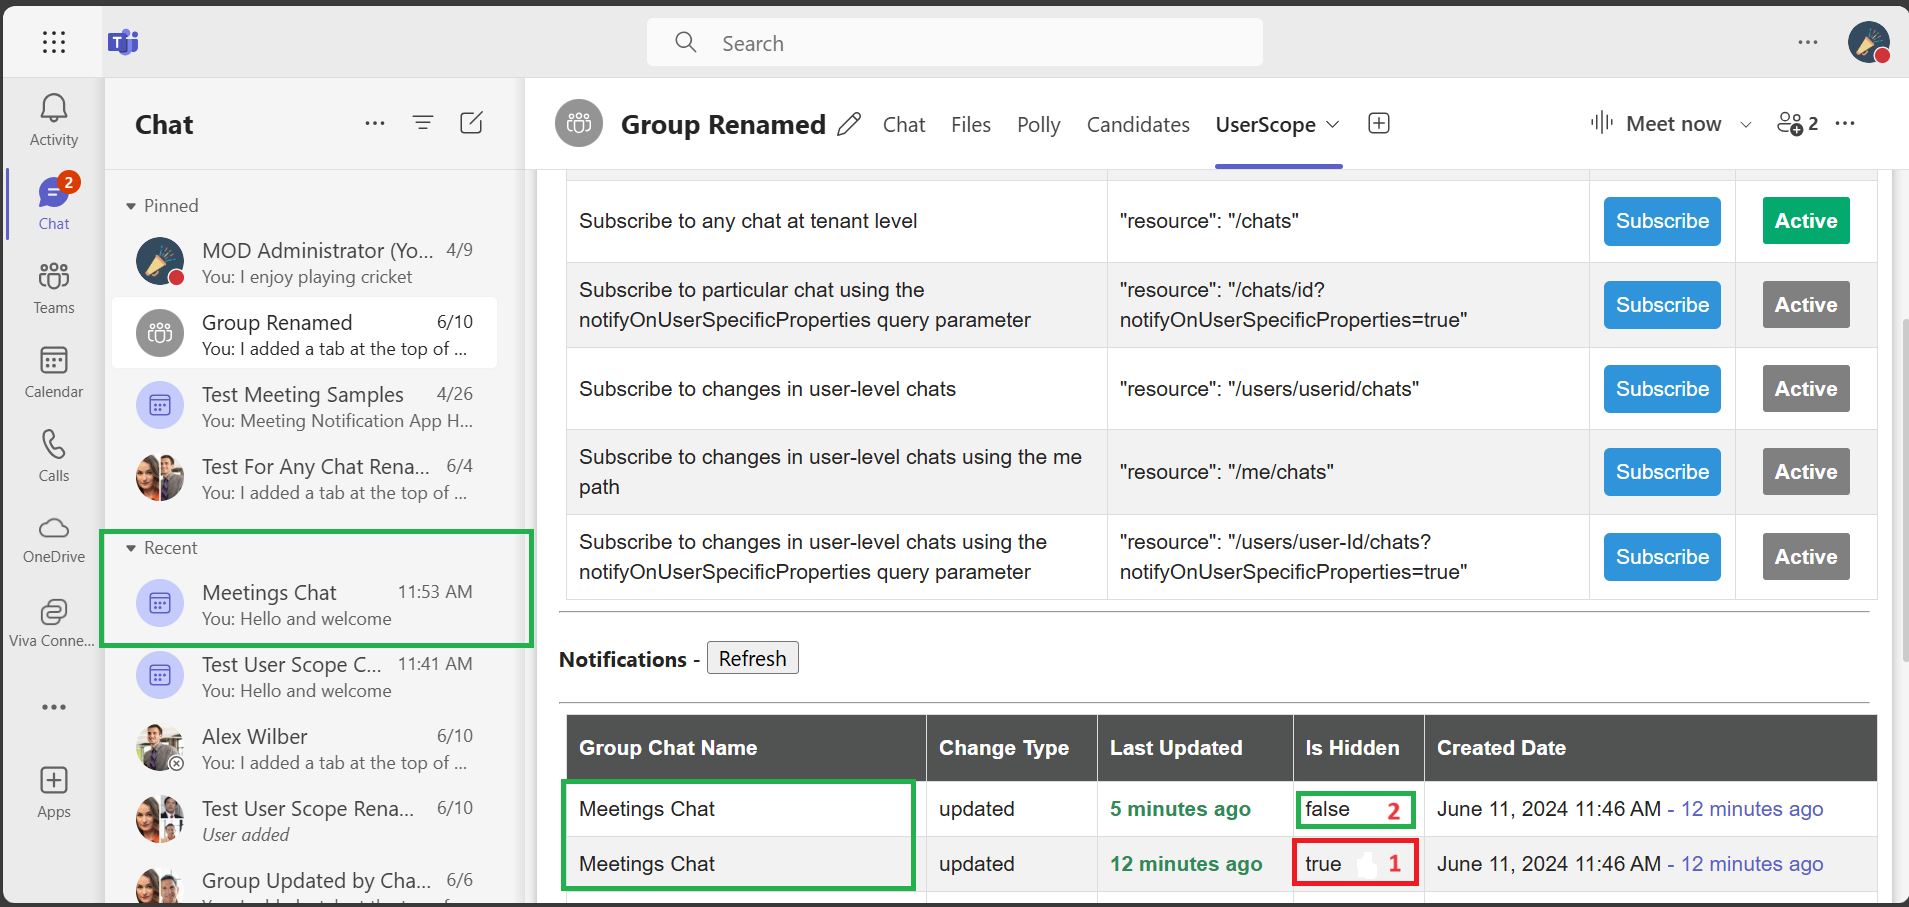 Search
Activity
2
Chat
Teams
Calendar
Calls
OneDrive
Viva Conne...
Apps
Chat
Pinned
MOD Administrator (Yo... 4/9
You: I enjoy playing cricket
Group Renamed 6/10
You: I added a tab at the top of ...
Test Meeting Samples 4/26
You: Meeting Notification App H...
Test For Any Chat Rena... 6/4
You: I added a tab at the top of ...
Recent
Meetings Chat 11:53 AM
You: Hello and welcome
Test User Scope C... 11:41 AM
You: Hello and welcome
Alex Wilber 6/10
You: I added a tab at the top of ...
Test User Scope Rena... 6/10
User added
Group Updated by Cha... 6/6
Group Renamed Chat Files Polly Candidates UserScope Meet now 2
Subscribe to any chat at tenant level "resource": "/chats" Subscribe Active
Subscribe to particular chat using the
notifyOnUserSpecificProperties query parameter
"resource": "/chats/id?
notifyOnUserSpecificProperties=true"
Subscribe Active
Subscribe to changes in user-level chats "resource": "/users/userid/chats" Subscribe Active
Subscribe to changes in user-level chats using the me
path
"resource": "/me/chats" Subscribe Active
Subscribe to changes in user-level chats using the
notifyOnUserSpecificProperties query parameter
"resource": "/users/user-Id/chats?
notifyOnUserSpecificProperties=true"
Subscribe Active
Notifications - Refresh
Group Chat Name Change Type Last Updated Is Hidden Created Date
Meetings Chat updated 5 minutes ago false 2 June 11, 2024 11:46 AM - 12 minutes ago
Meetings Chat updated 12 minutes ago true 1 June 11, 2024 11:46 AM - 12 minutes ago